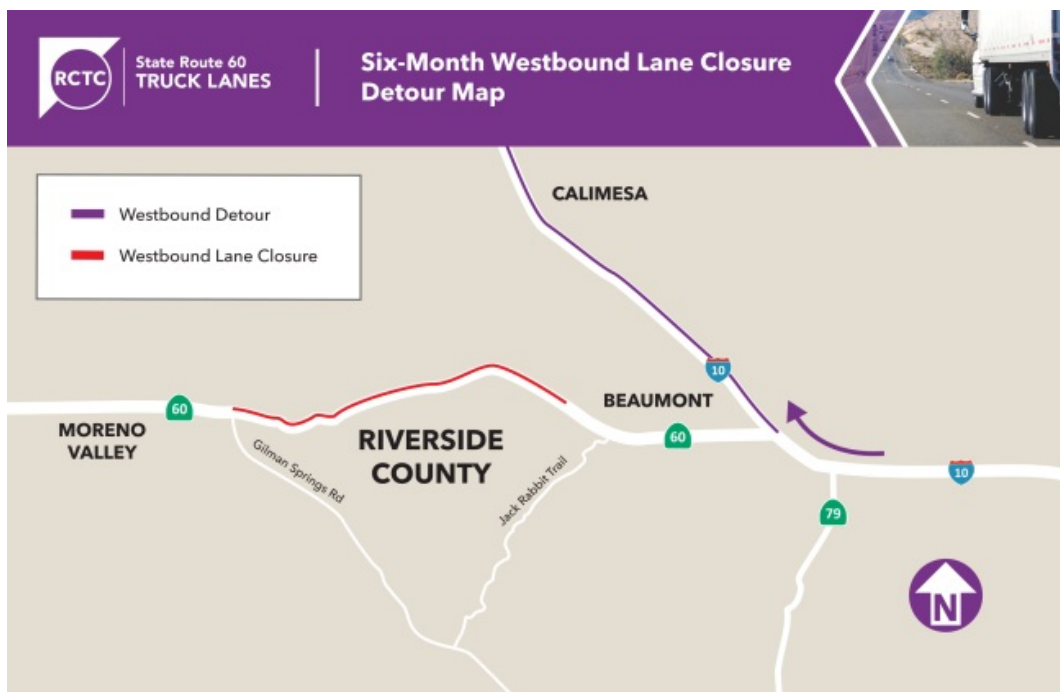 RCTC
State Route 60
TRUCK LANES
Six-Month Westbound Lane Closure
Detour Map
Westbound Detour
Westbound Lane Closure
CALIMESA
10
BEAUMONT
60
MORENO
VALLEY
60
Gilman Springs Rd
RIVERSIDE
COUNTY
Jack Rabbit Trail
10
79
N